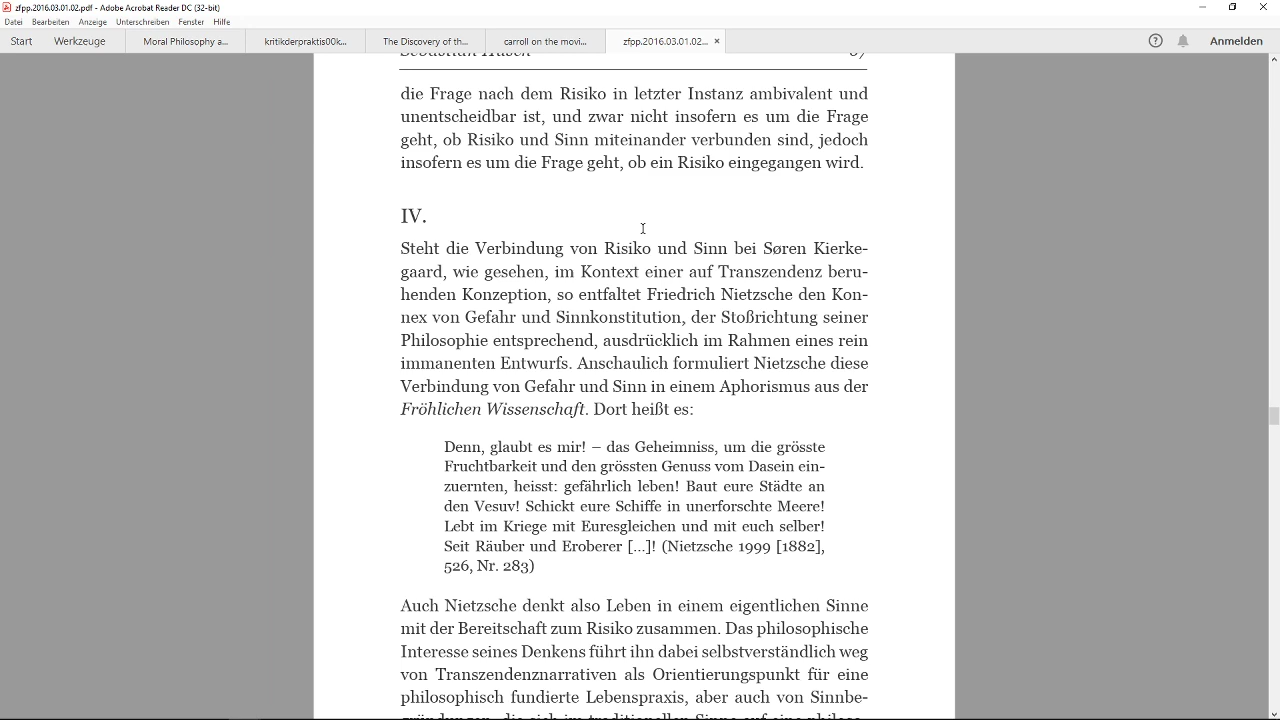 zfpp.2016.03.01.02.pdf - Adobe Acrobat Reader DC (32-bit)
Datei Bearbeiten Anzeige Unterschreiben Fenster Hilfe
Start Werkzeuge Moral Philosophy a... kritikderpraktis00k... The Discovery of th... carroll on the movi... zfpp.2016.03.01.02... × Anmelden
die Frage nach dem Risiko in letzter Instanz ambivalent und
unentscheidbar ist, und zwar nicht insofern es um die Frage
geht, ob Risiko und Sinn miteinander verbunden sind, jedoch
insofern es um die Frage geht, ob ein Risiko eingegangen wird.
IV.
Steht die Verbindung von Risiko und Sinn bei Søren Kierke-
gaard, wie gesehen, im Kontext einer auf Transzendenz beru-
henden Konzeption, so entfaltet Friedrich Nietzsche den Kon-
nex von Gefahr und Sinnkonstitution, der Stoßrichtung seiner
Philosophie entsprechend, ausdrücklich im Rahmen eines rein
immanenten Entwurfs. Anschaulich formuliert Nietzsche diese
Verbindung von Gefahr und Sinn in einem Aphorismus aus der
Fröhlichen Wissenschaft. Dort heißt es:
Denn, glaubt es mir! – das Geheimniss, um die grösste
Fruchtbarkeit und den grössten Genuss vom Dasein ein-
zuernten, heisst: gefährlich leben! Baut eure Städte an
den Vesuv! Schickt eure Schiffe in unerforschte Meere!
Lebt im Kriege mit Euresgleichen und mit euch selber!
Seit Räuber und Eroberer [...]! (Nietzsche 1999 [1882],
526, Nr. 283)
Auch Nietzsche denkt also Leben in einem eigentlichen Sinne
mit der Bereitschaft zum Risiko zusammen. Das philosophische
Interesse seines Denkens führt ihn dabei selbstverständlich weg
von Transzendenznarrativen als Orientierungspunkt für eine
philosophisch fundierte Lebenspraxis, aber auch von Sinnbe-